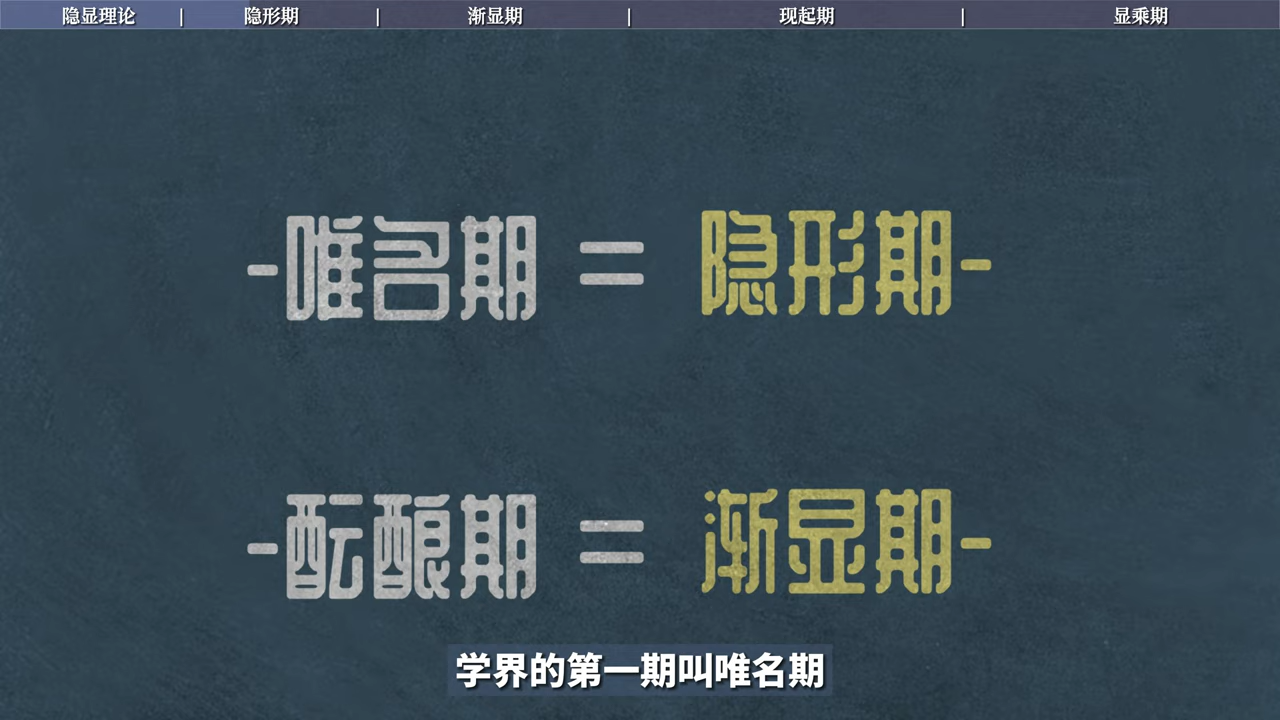 隐显理论 | 隐形期 | 渐显期 | 现起期 | 显乘期
-唯名期 = 隐形期-
-酝酿期 = 渐显期-
学界的第一期叫唯名期